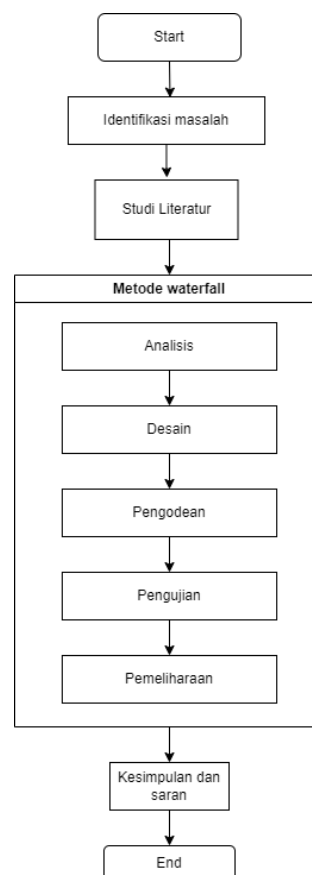 Start
Identifikasi masalah
Studi Literatur
Metode waterfall
Analisis
Desain
Pengodean
Pengujian
Pemeliharaan
Kesimpulan dan
saran
End